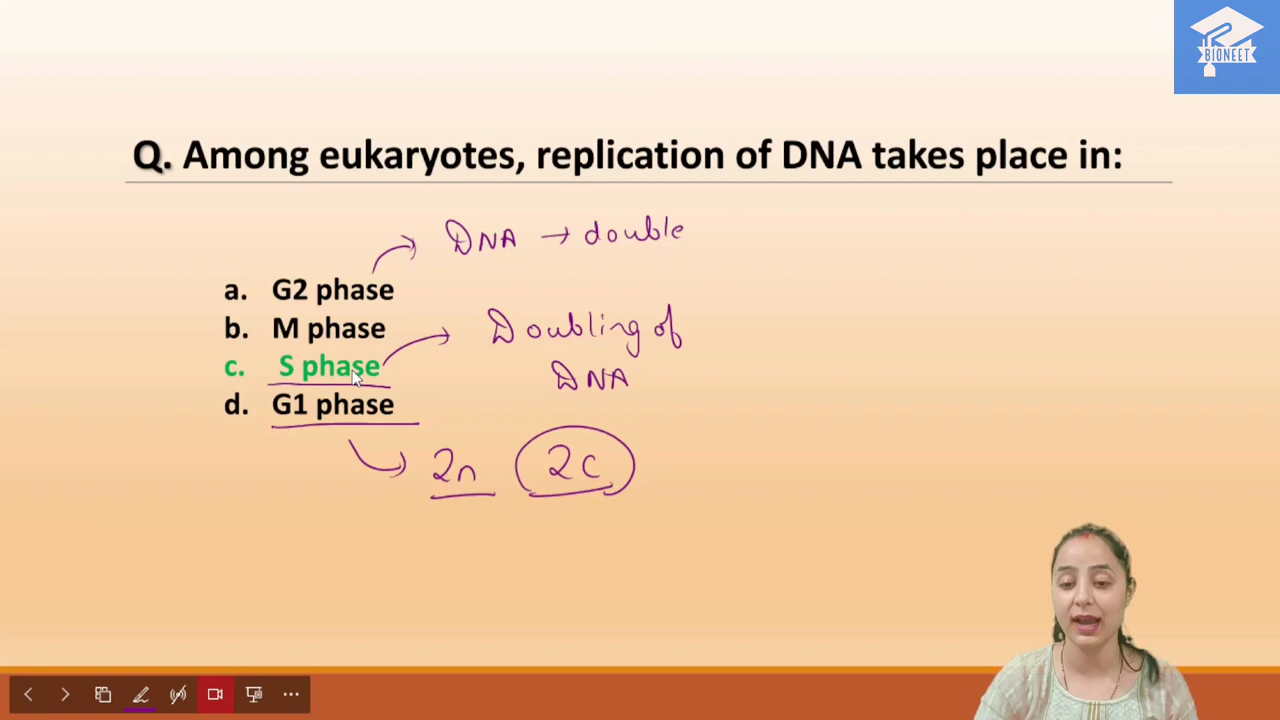 BIONEET
Q. Among eukaryotes, replication of DNA takes place in:
DNA → double
a. G2 phase
b. M phase
Doubling of
c. S phase
DNA
d. G1 phase
2n 2c